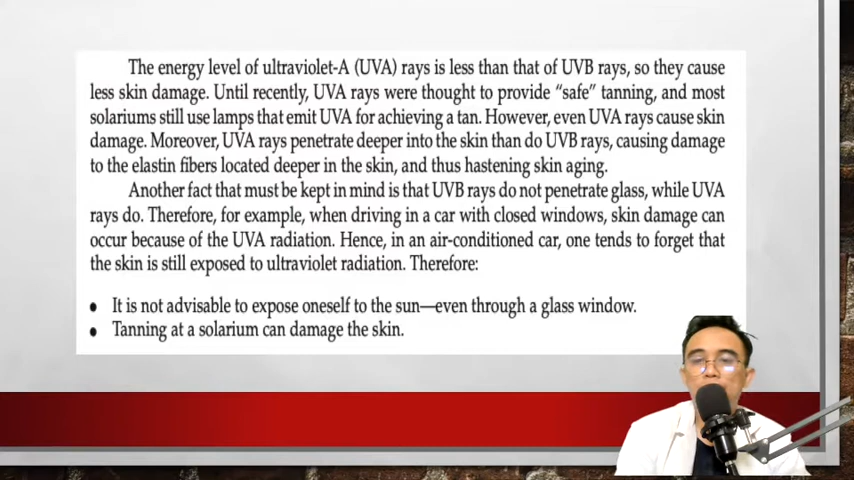 The energy level of ultraviolet-A (UVA) rays is less than that of UVB rays, so they cause
less skin damage. Until recently, UVA rays were thought to provide “safe” tanning, and most
solariums still use lamps that emit UVA for achieving a tan. However, even UVA rays cause skin
damage. Moreover, UVA rays penetrate deeper into the skin than do UVB rays, causing damage
to the elastin fibers located deeper in the skin, and thus hastening skin aging.
Another fact that must be kept in mind is that UVB rays do not penetrate glass, while UVA
rays do. Therefore, for example, when driving in a car with closed windows, skin damage can
occur because of the UVA radiation. Hence, in an air-conditioned car, one tends to forget that
the skin is still exposed to ultraviolet radiation. Therefore:
• It is not advisable to expose oneself to the sun—even through a glass window.
• Tanning at a solarium can damage the skin.